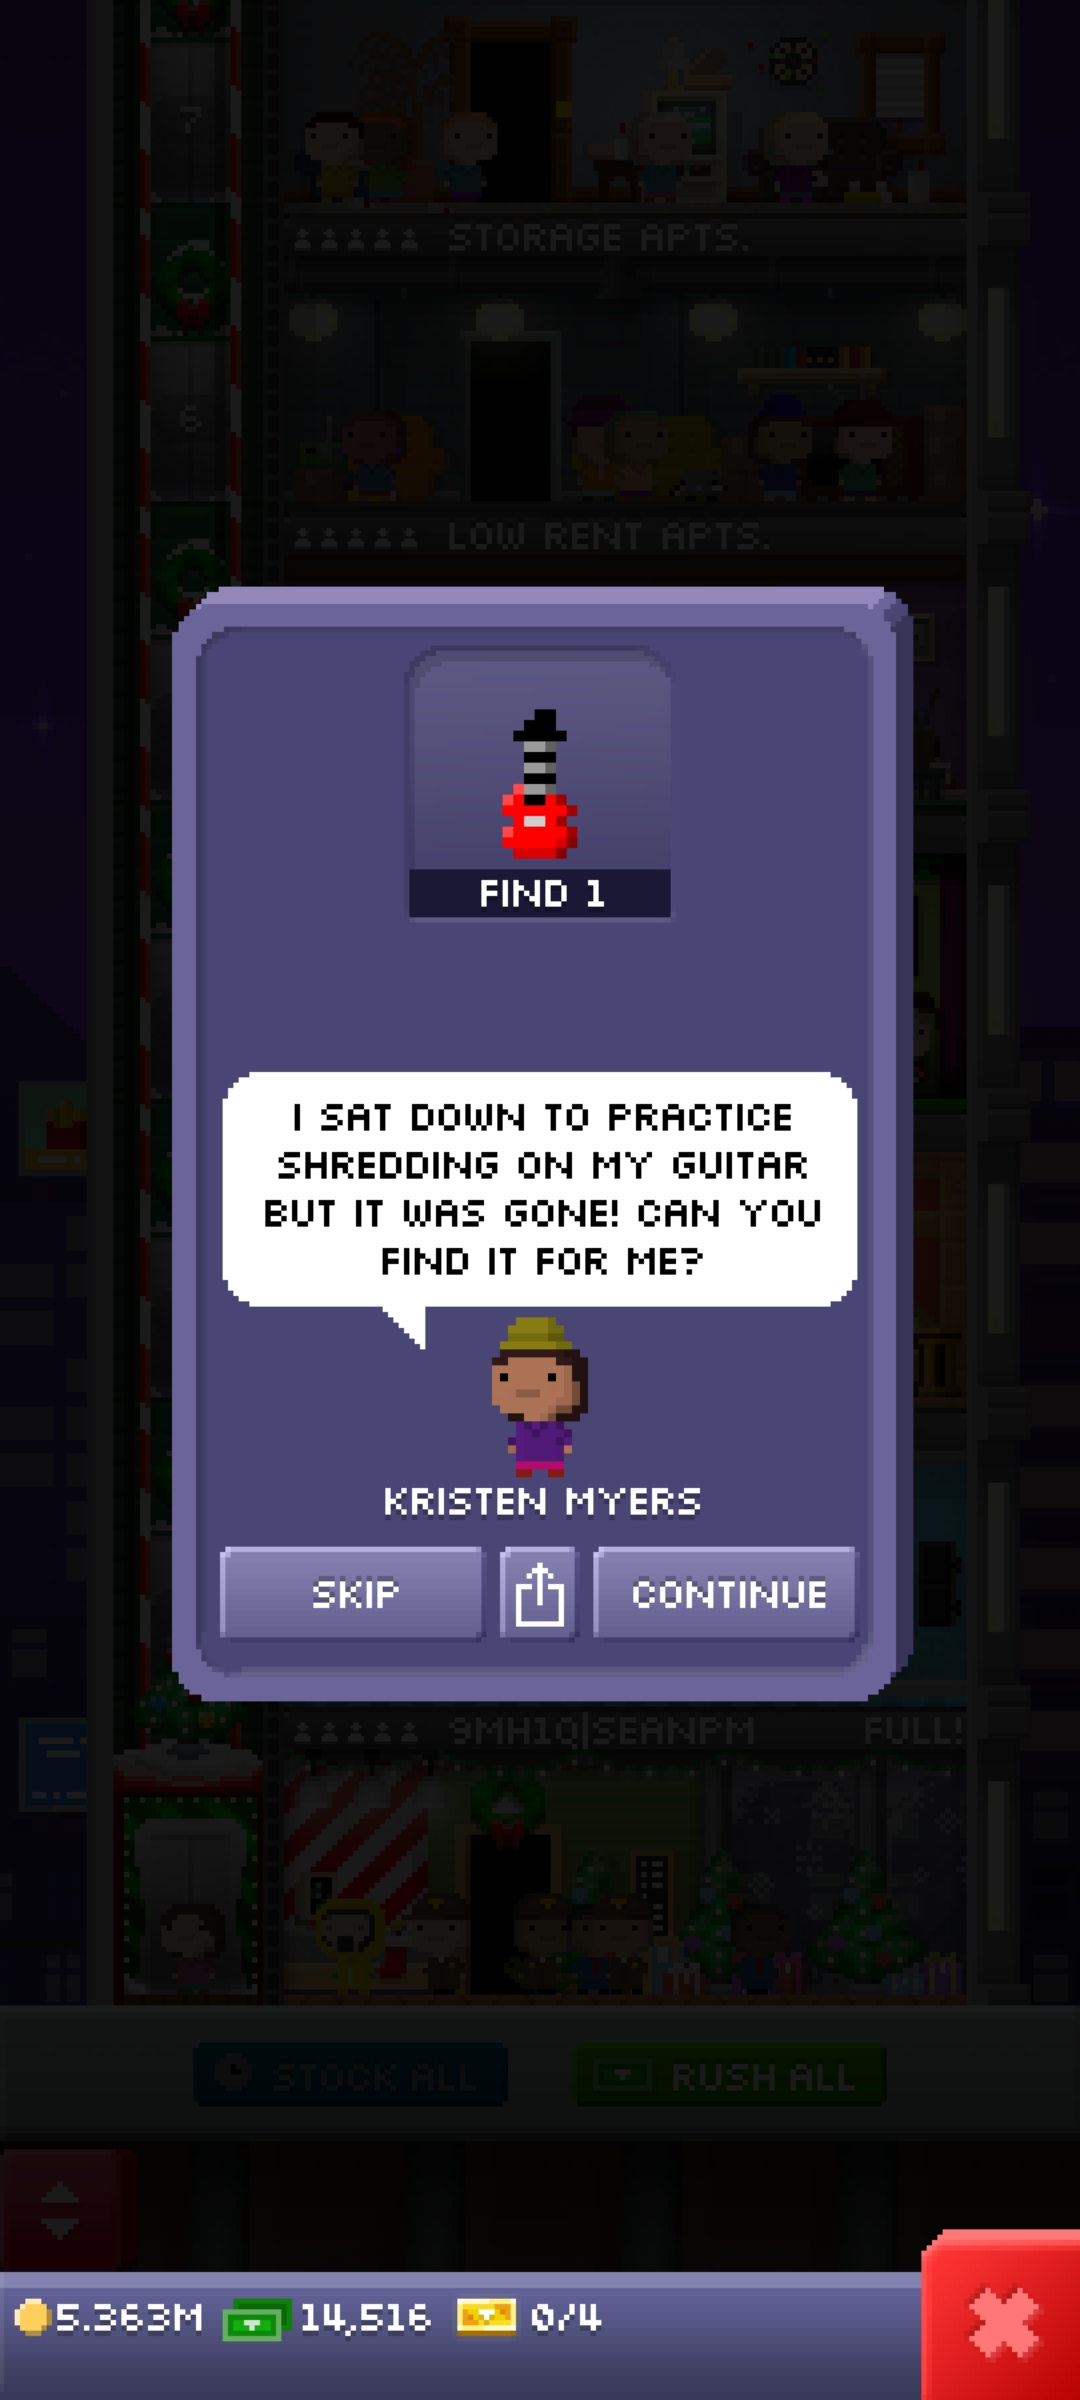 7
STORAGE APTS.
6
LOW RENT APTS.
FIND 1
I SAT DOWN TO PRACTICE
SHREDDING ON MY GUITAR
BUT IT WAS GONE! CAN YOU
FIND IT FOR ME?
KRISTEN MYERS
SKIP
CONTINUE
9MH1Q|SEANPM FULL!
STOCK ALL
RUSH ALL
5.363M 14,516 0/4